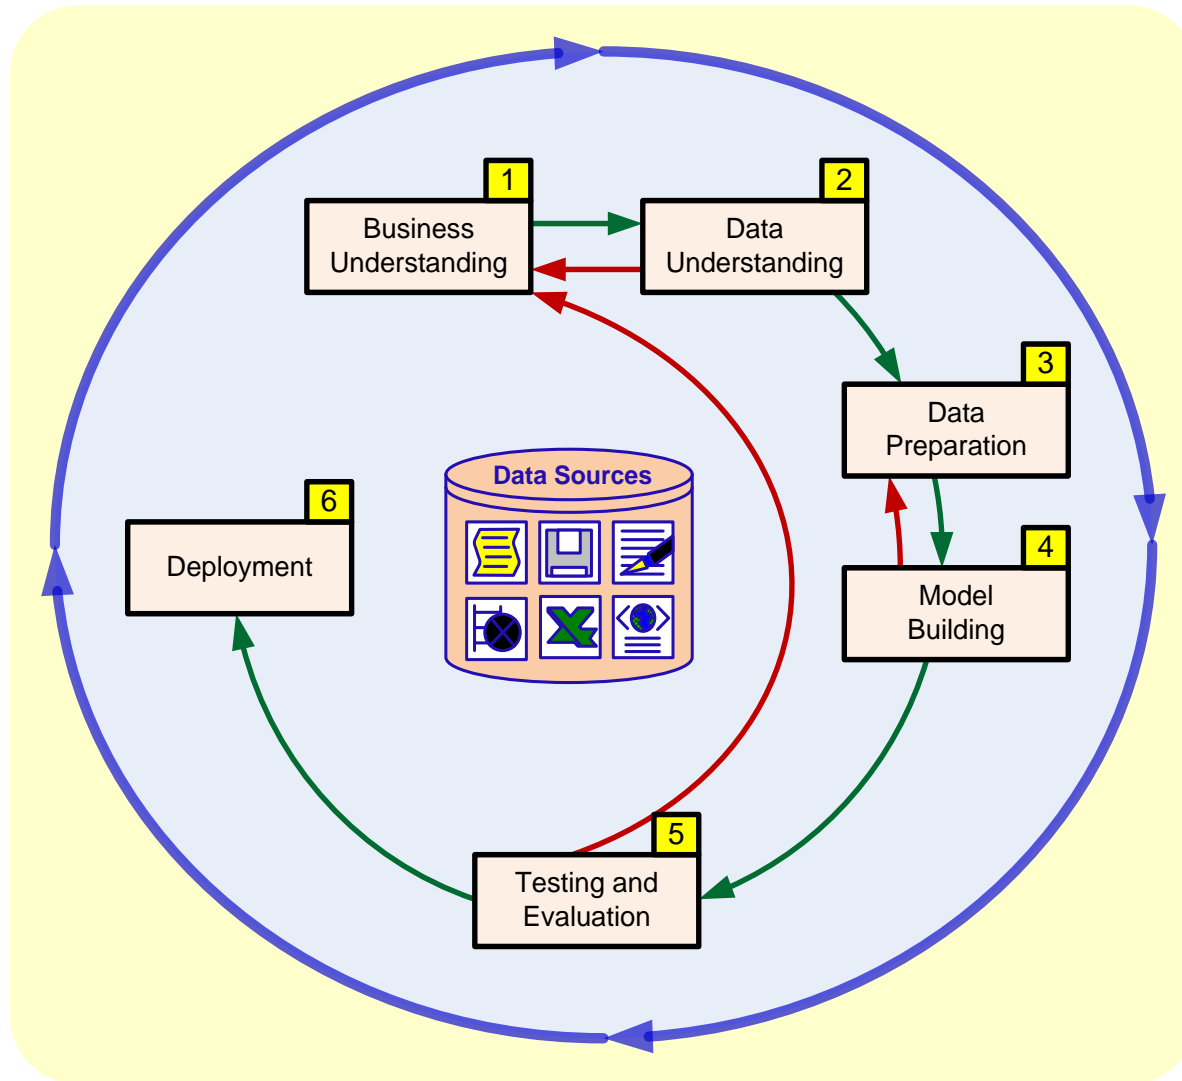 1
Business
Understanding
2
Data
Understanding
3
Data
Preparation
4
Model
Building
5
Testing and
Evaluation
6
Deployment
Data Sources